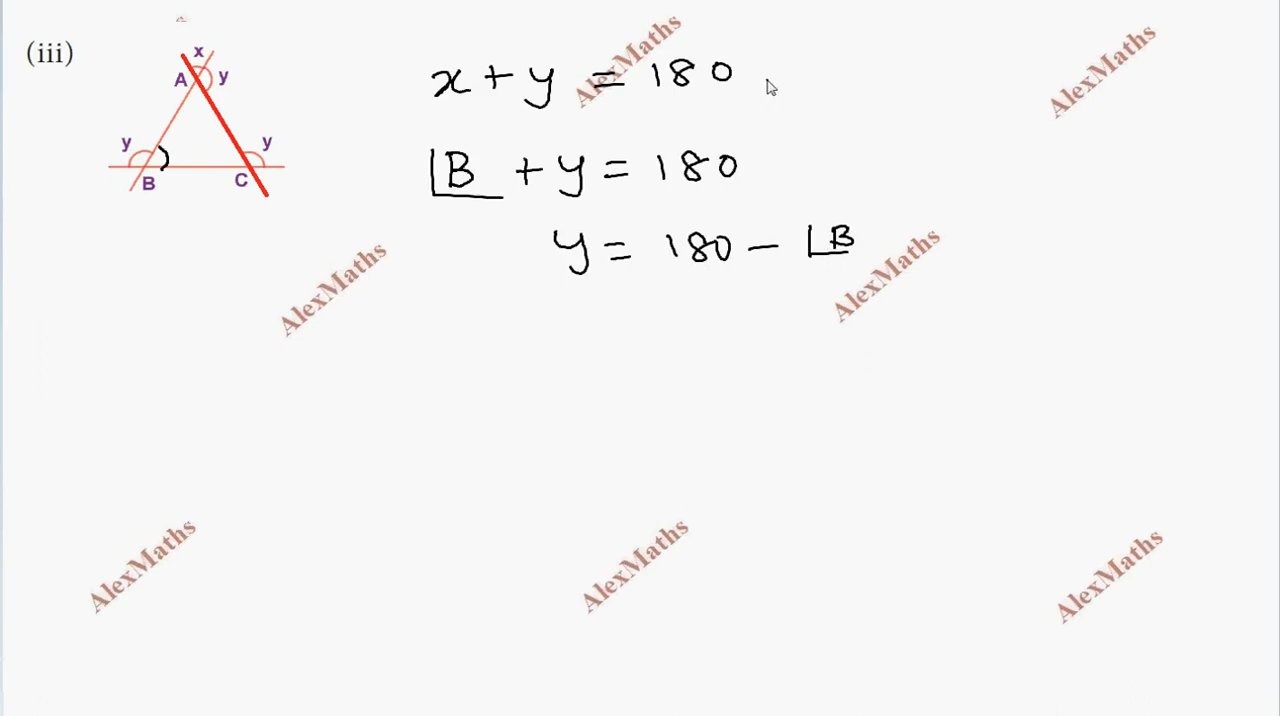 (iii)
x
A
y
y
y
B
C
x + y = 180
∠B + y = 180
y = 180 - ∠B
AlexMaths
AlexMaths
AlexMaths
AlexMaths
AlexMaths
AlexMaths
AlexMaths